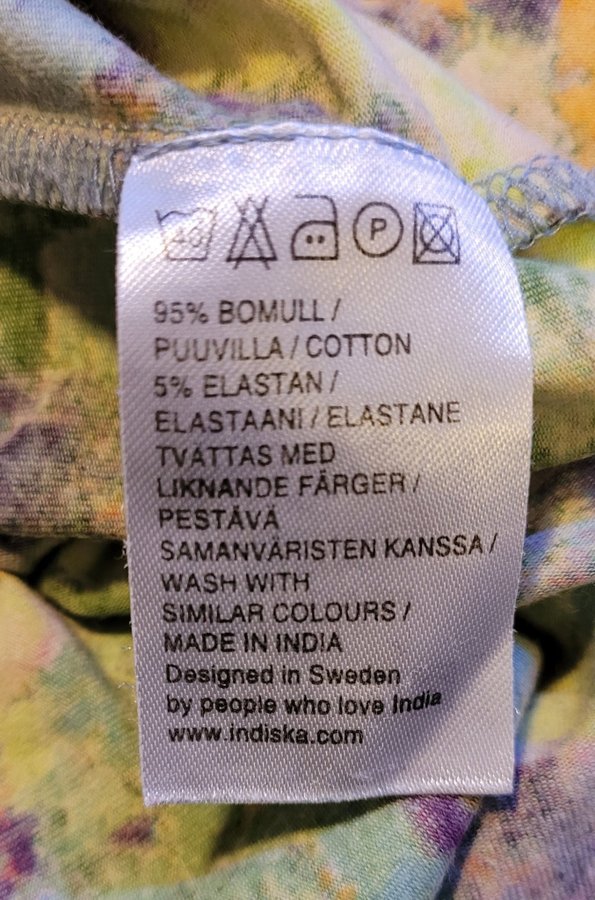 40
P
95% BOMULL /
PUUVILLA / COTTON
5% ELASTAN /
ELASTAANI / ELASTANE
TVÄTTAS MED
LIKNANDE FÄRGER /
PESTÄVÄ
SAMANVÄRISTEN KANSSA /
WASH WITH
SIMILAR COLOURS /
MADE IN INDIA
Designed in Sweden
by people who love India
www.indiska.com